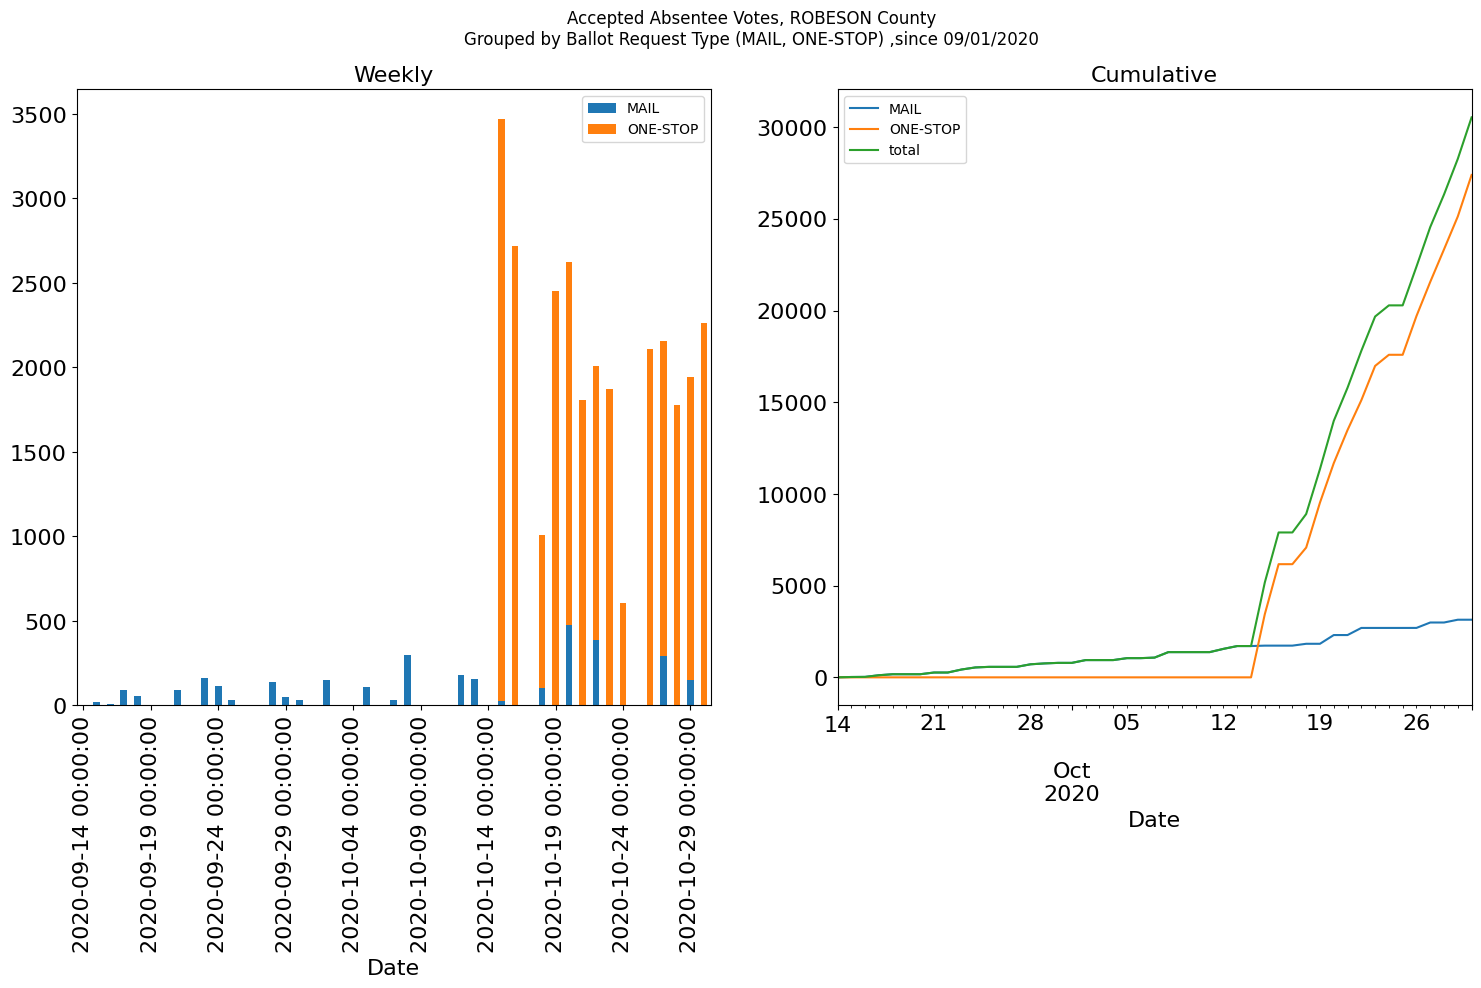 Accepted Absentee Votes, ROBESON County
Grouped by Ballot Request Type (MAIL, ONE-STOP) ,since 09/01/2020
Weekly
3500
3000
2500
2000
1500
1000
500
0
MAIL
ONE-STOP
2020-09-14 00:00:00
2020-09-19 00:00:00
2020-09-24 00:00:00
2020-09-29 00:00:00
2020-10-04 00:00:00
2020-10-09 00:00:00
2020-10-14 00:00:00
2020-10-19 00:00:00
2020-10-24 00:00:00
2020-10-29 00:00:00
Date
Cumulative
30000
25000
20000
15000
10000
5000
0
MAIL
ONE-STOP
total
14 21 28 05 12 19 26
Oct
2020
Date